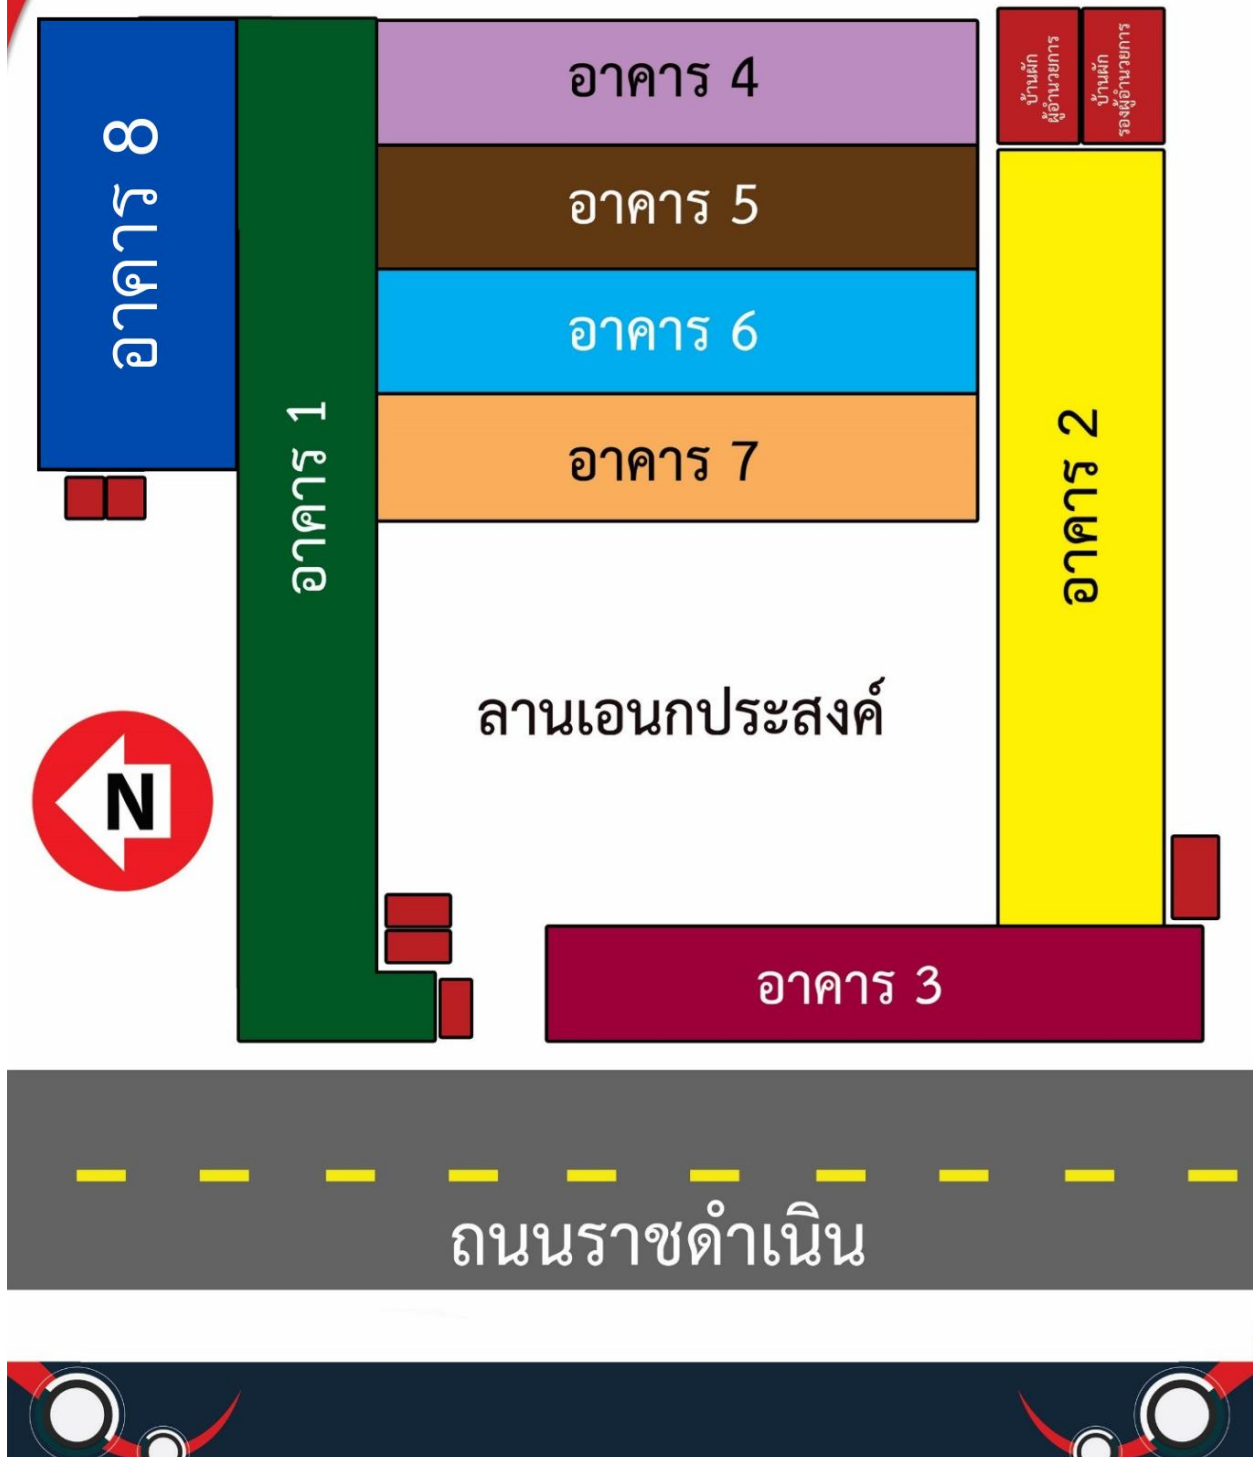 อาคาร 4
บ้านผัก
ผู้อำนวยการ
บ้านผัก
รองผู้อำนวยการ
อาดาร 8
อาคาร 5
อาคาร 6
อาคาร 1
อาคาร 7
อาคาร 2
ลานเอนกประสงค์
N
อาคาร 3
ถนนราชดำเนิน